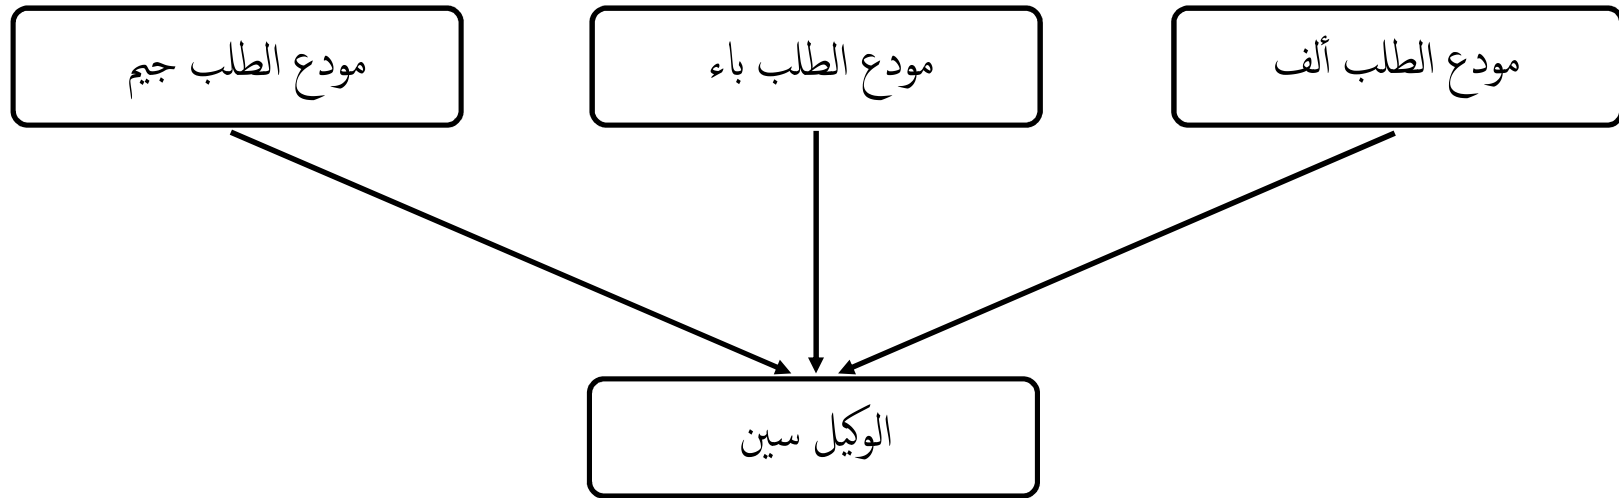 مودع الطلب ألف
مودع الطلب باء
مودع الطلب جيم
الوكيل سين